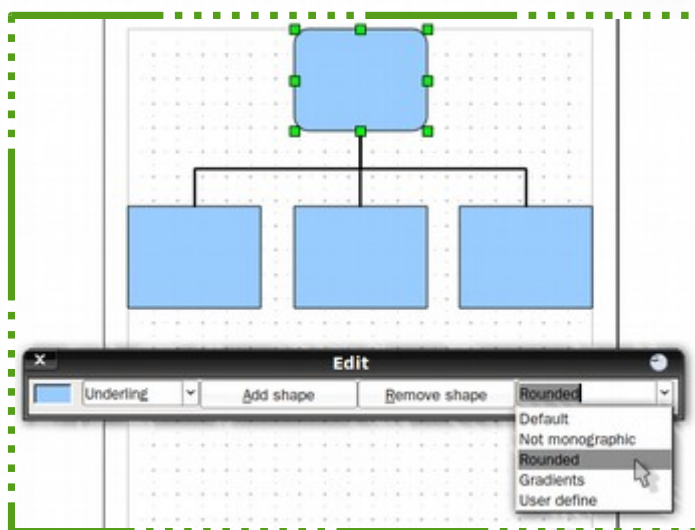 Edit
Underling Add shape Remove shape Rounded
Default
Not monographic
Rounded
Gradients
User define